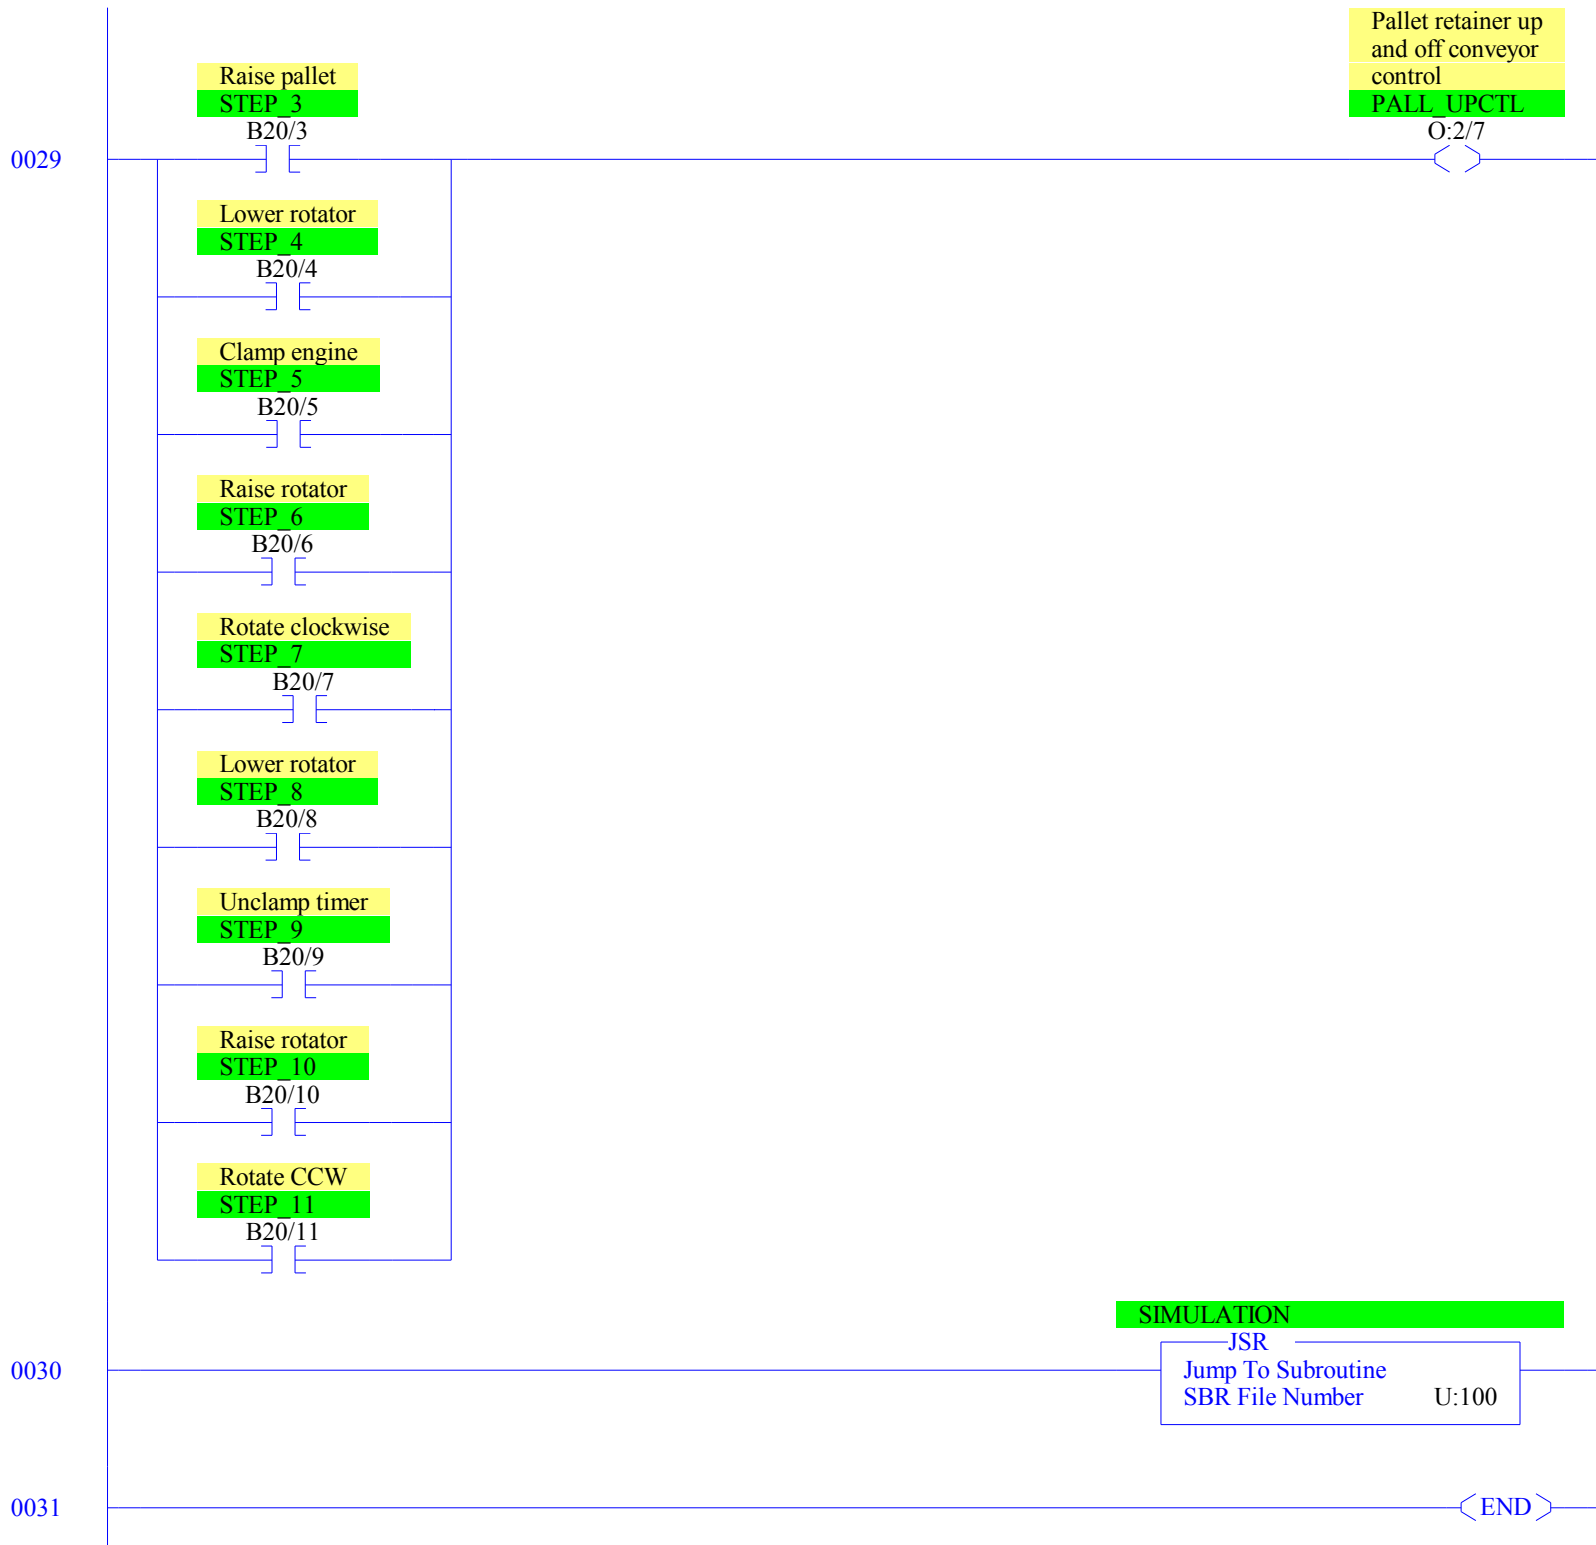 Pallet retainer up
and off conveyor
control
PALL_UPCTL
O:2/7
0029
Raise pallet
STEP_3
B20/3
Lower rotator
STEP_4
B20/4
Clamp engine
STEP_5
B20/5
Raise rotator
STEP_6
B20/6
Rotate clockwise
STEP_7
B20/7
Lower rotator
STEP_8
B20/8
Unclamp timer
STEP_9
B20/9
Raise rotator
STEP_10
B20/10
Rotate CCW
STEP_11
B20/11
SIMULATION
JSR
0030
Jump To Subroutine
SBR File Number U:100
0031
END